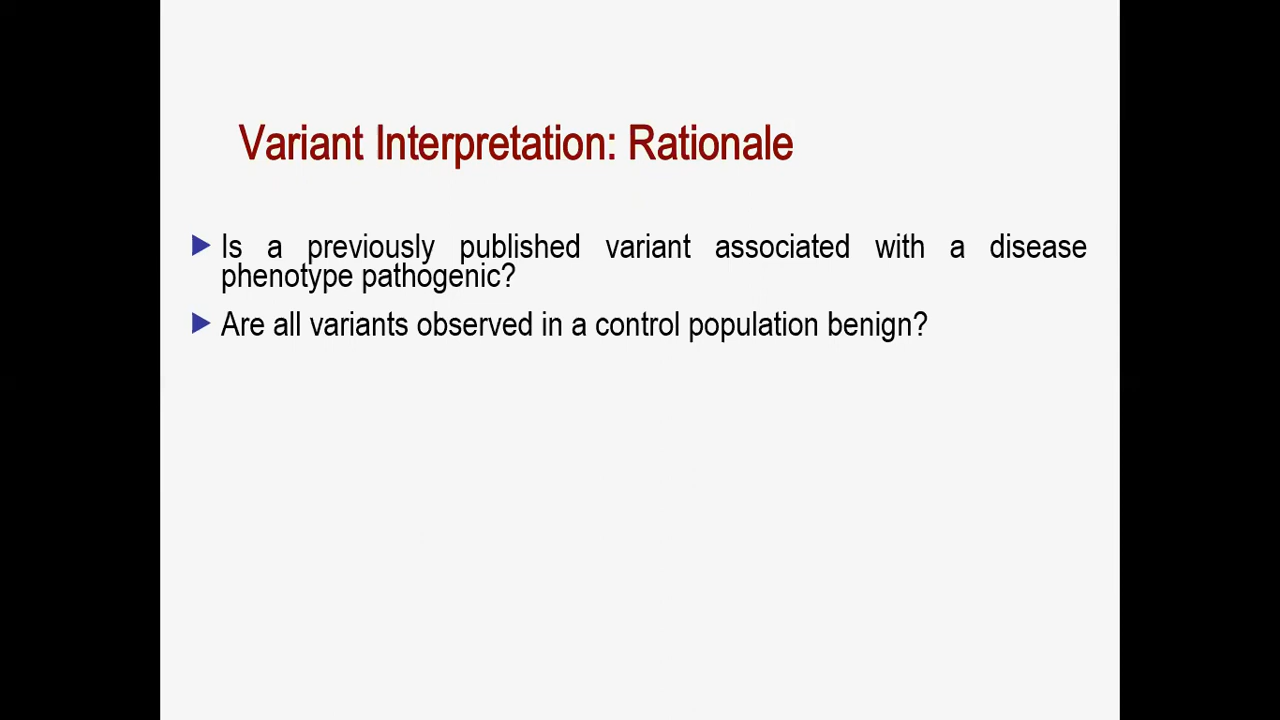 Variant Interpretation: Rationale
Is a previously published variant associated with a disease
phenotype pathogenic?
Are all variants observed in a control population benign?